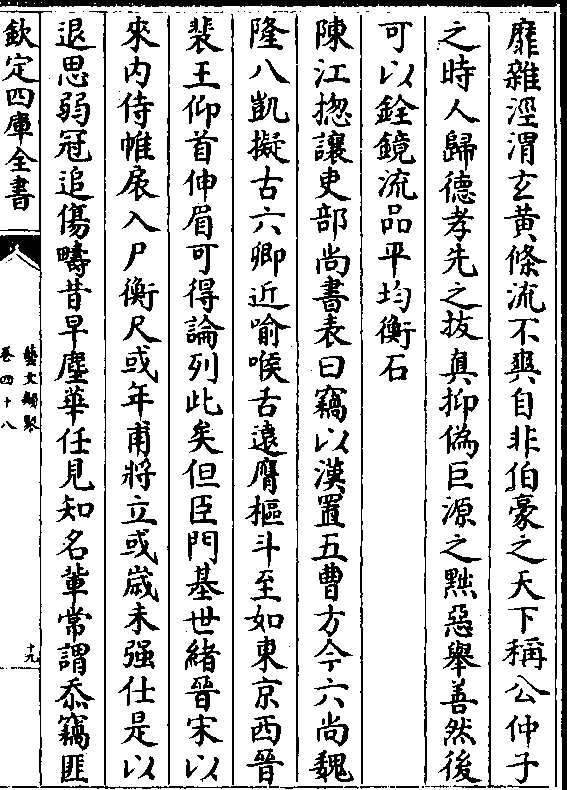 靡雜涇渭玄黃條流不爽自非伯豪之天下稱公仲子
之時人歸德孝先之拔真抑偽巨源之黜惡舉善然後
可以銓鏡流品平均衡石
陳江揔讓吏部尚書表曰竊以漢置五曹方今六尚魏
隆八凱擬古六卿近喻喉舌遠膺樞斗至如東京西晉
裴王仰首伸眉可得論列此矣但臣門基世緒晉宋以
來内侍帷扆入尸衡尺或年甫將立或嵗未强仕是以
退思弱冠追傷疇昔早塵華任見知名輩常謂忝竊匪
欽定四庫全書
藝文類聚
卷四十八
十九